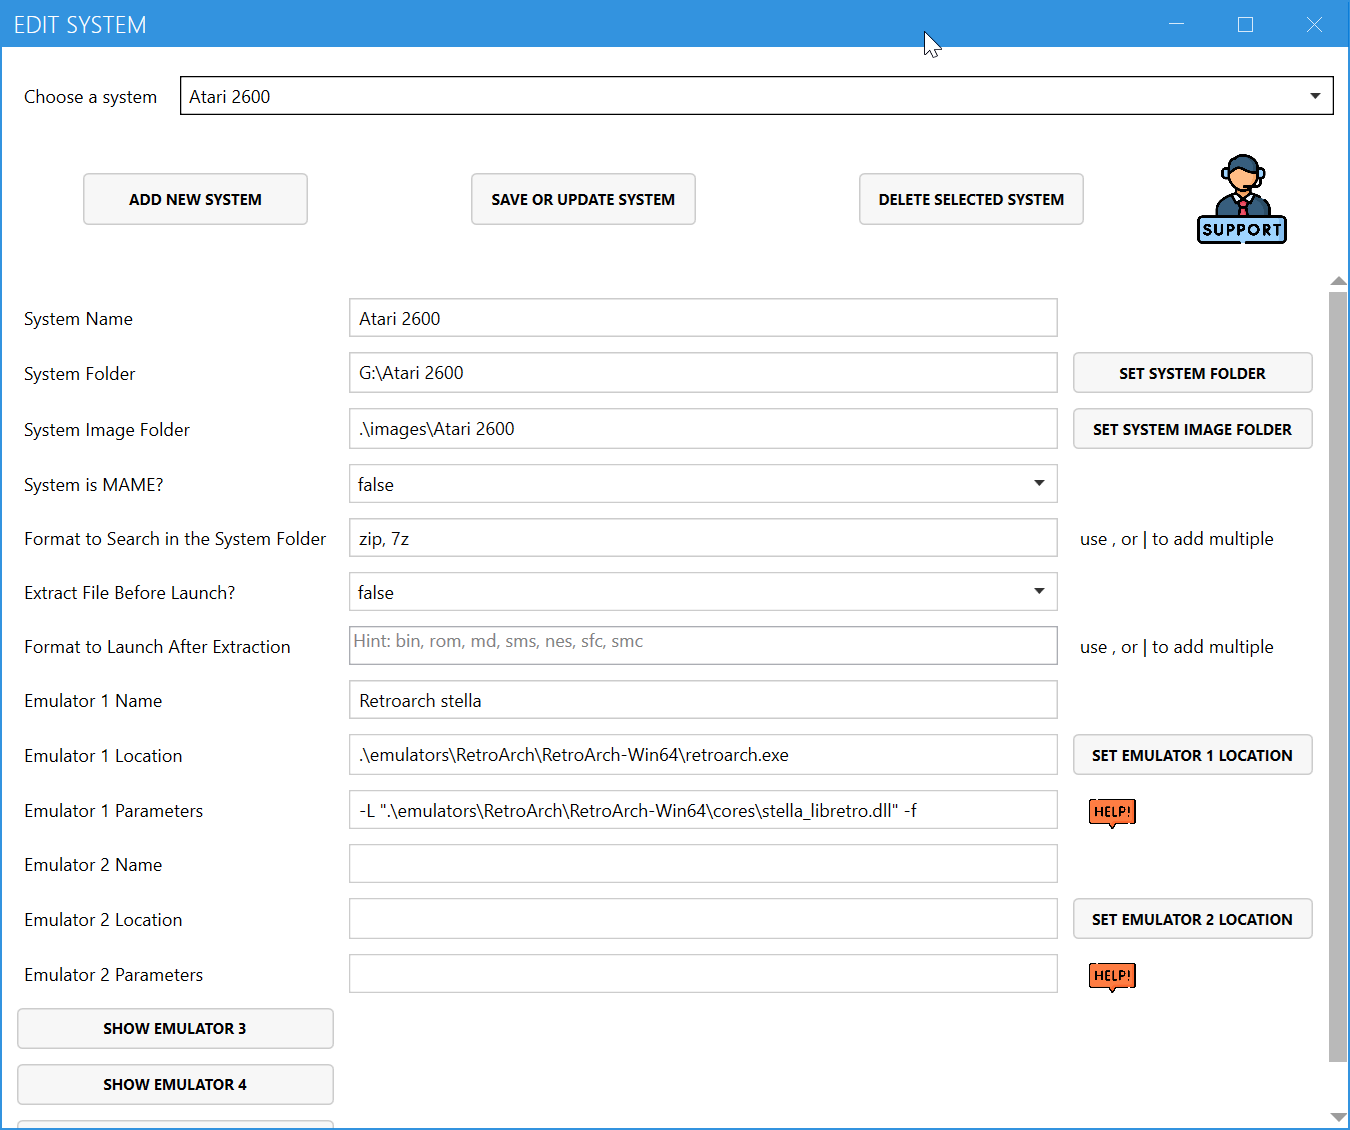 EDIT SYSTEM
Choose a system Atari 2600
ADD NEW SYSTEM SAVE OR UPDATE SYSTEM DELETE SELECTED SYSTEM SUPPORT
System Name Atari 2600
System Folder G:\Atari 2600 SET SYSTEM FOLDER
System Image Folder .\images\Atari 2600 SET SYSTEM IMAGE FOLDER
System is MAME? false
Format to Search in the System Folder zip, 7z use , or | to add multiple
Extract File Before Launch? false
Format to Launch After Extraction Hint: bin, rom, md, sms, nes, sfc, smc use , or | to add multiple
Emulator 1 Name Retroarch stella
Emulator 1 Location .\emulators\RetroArch\RetroArch-Win64\retroarch.exe SET EMULATOR 1 LOCATION
Emulator 1 Parameters -L ".\emulators\RetroArch\RetroArch-Win64\cores\stella_libretro.dll" -f HELP!
Emulator 2 Name
Emulator 2 Location SET EMULATOR 2 LOCATION
Emulator 2 Parameters HELP!
SHOW EMULATOR 3
SHOW EMULATOR 4